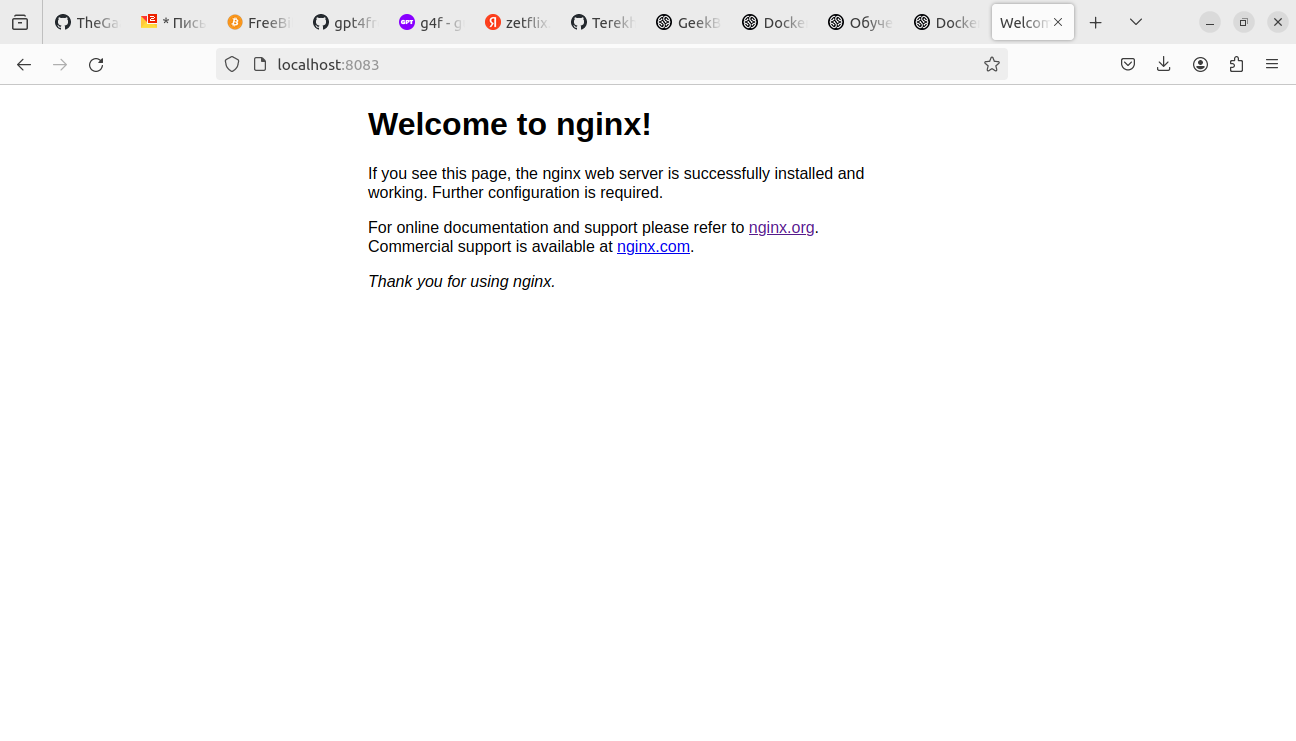 TheGa
* Пись
FreeBi
gpt4fr
g4f - g
zetflix.
Terekh
GeekB
Docke
Обуче
Docke
Welcom
localhost:8083
Welcome to nginx!
If you see this page, the nginx web server is successfully installed and
working. Further configuration is required.
For online documentation and support please refer to nginx.org.
Commercial support is available at nginx.com.
Thank you for using nginx.